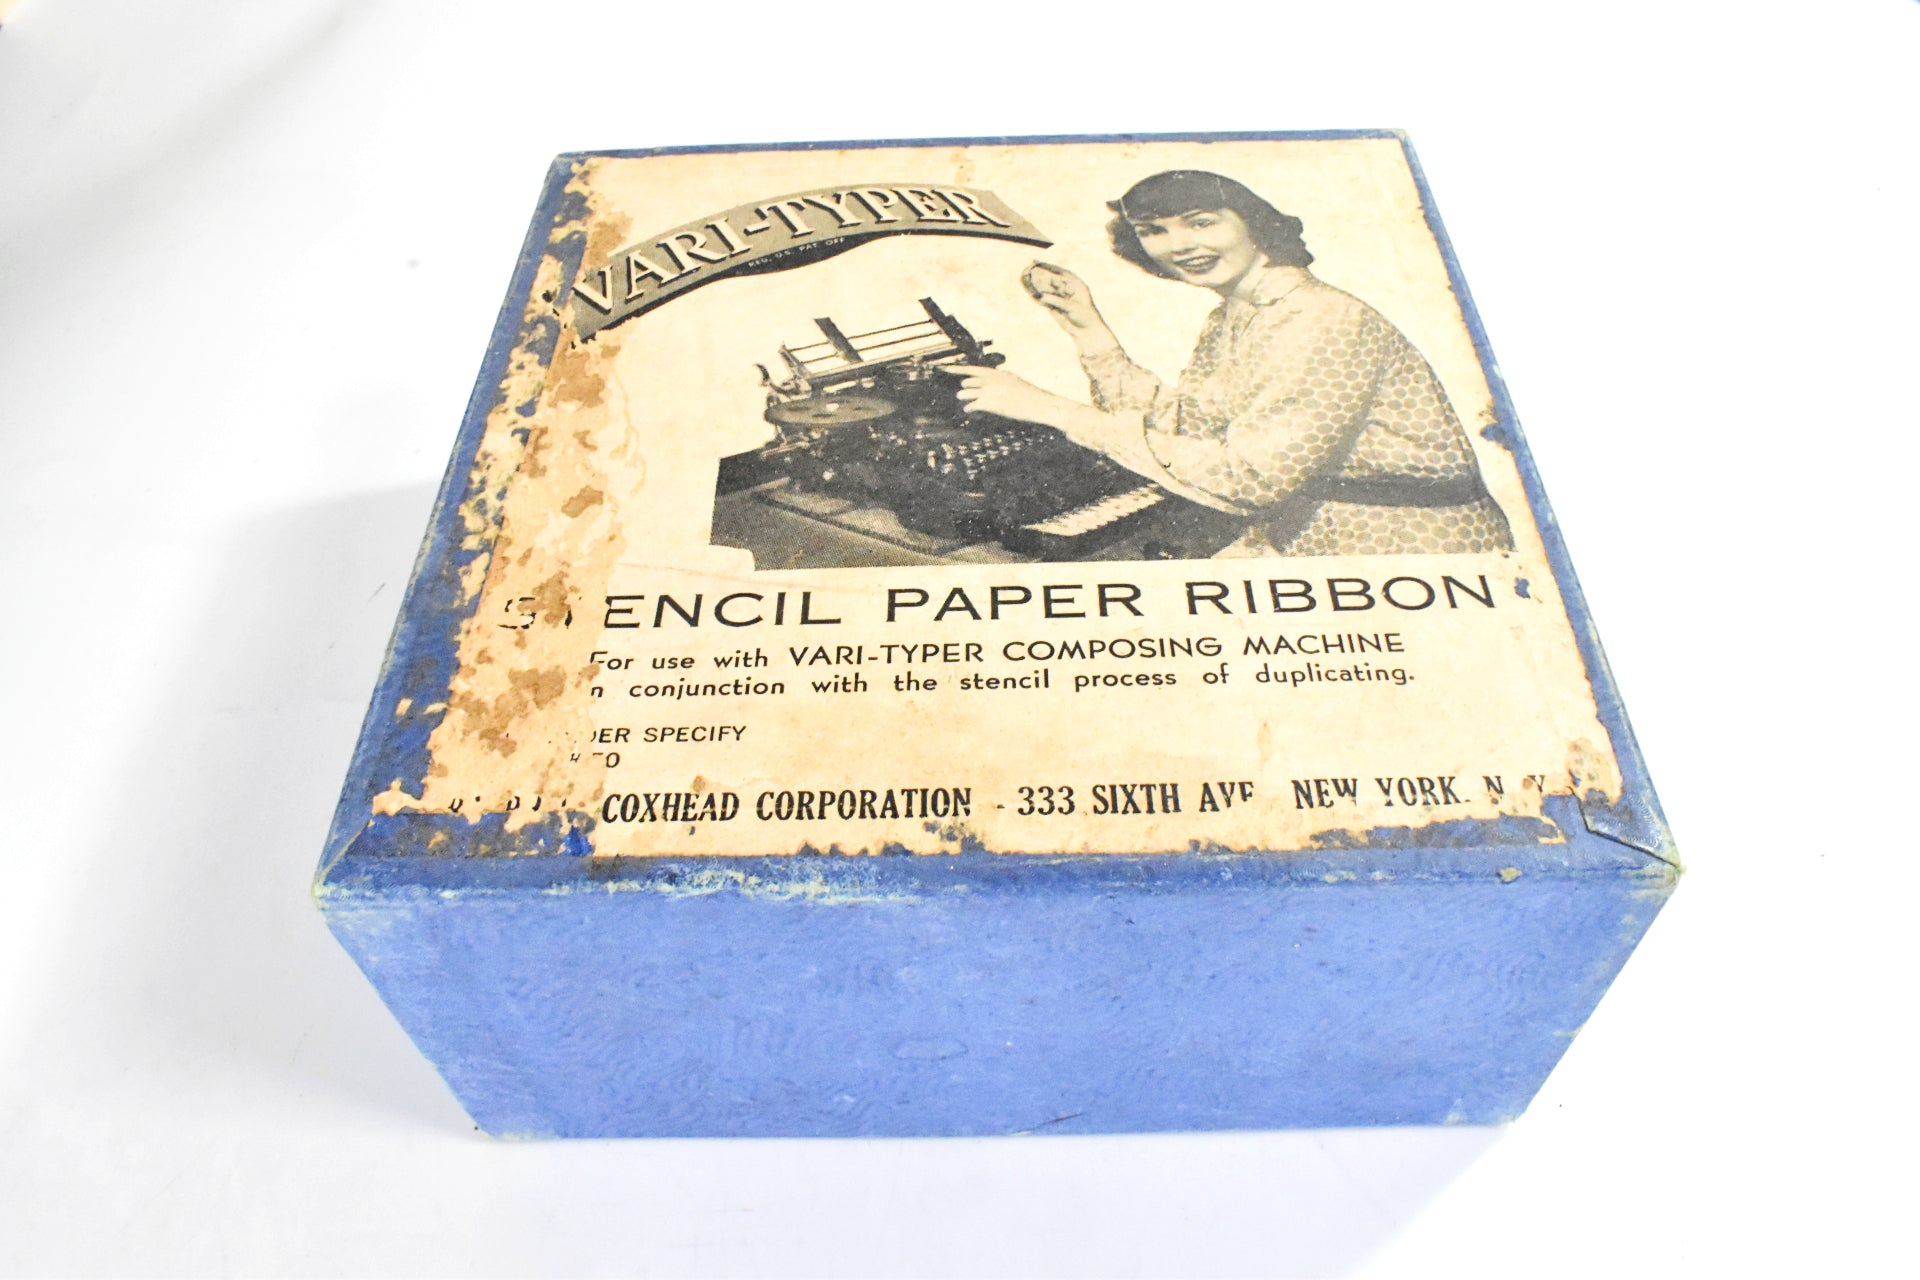 VARI-TYPER
REG. U.S. PAT. OFF.
STENCIL PAPER RIBBON
For use with VARI-TYPER COMPOSING MACHINE
n conjunction with the stencil process of duplicating.
DER SPECIFY
COXHEAD CORPORATION - 333 SIXTH AVE NEW YORK. N. Y